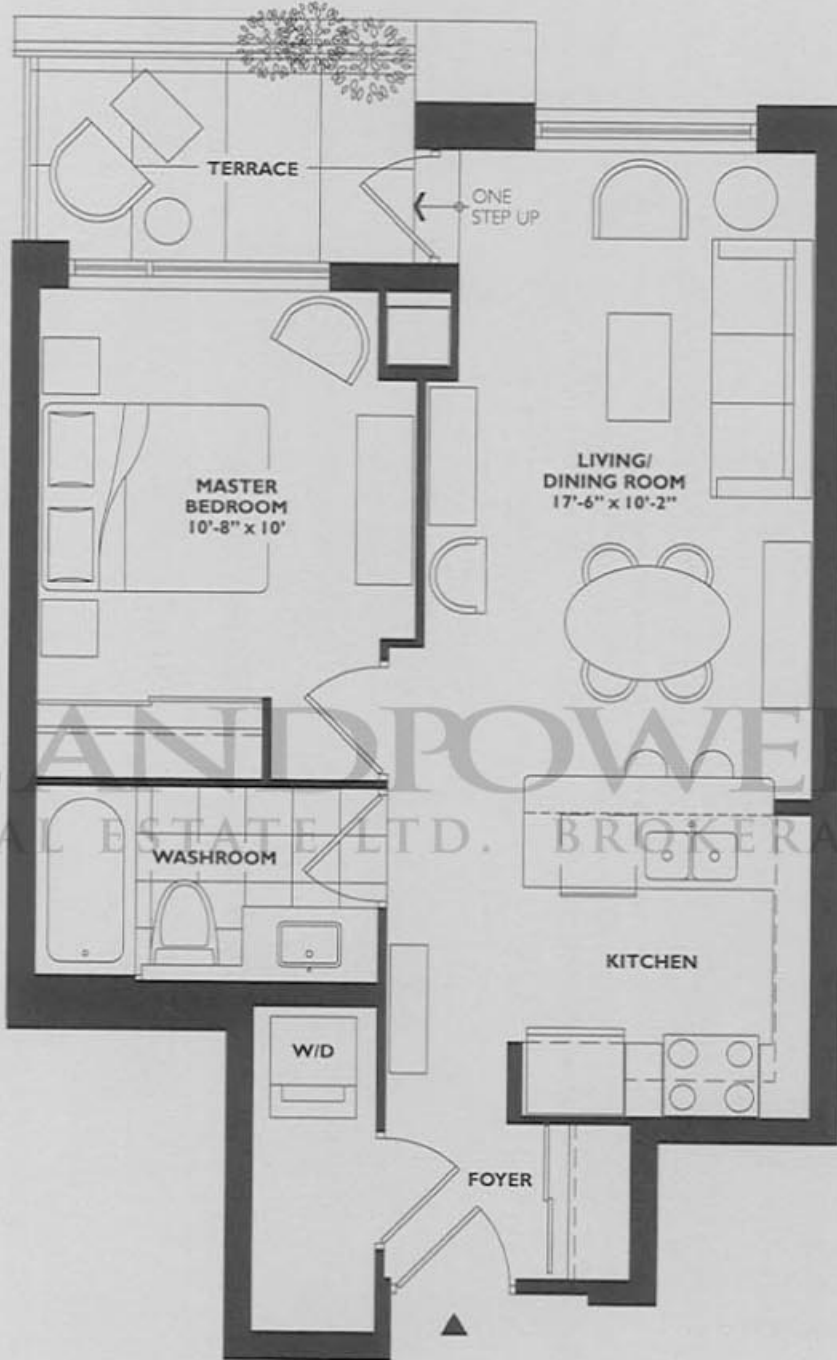 TERRACE
ONE
STEP UP
MASTER
BEDROOM
10'-8" x 10'
LIVING/
DINING ROOM
17'-6" x 10'-2"
ANDPOWE
AL ESTATE LTD. BROKERA
WASHROOM
KITCHEN
W/D
FOYER